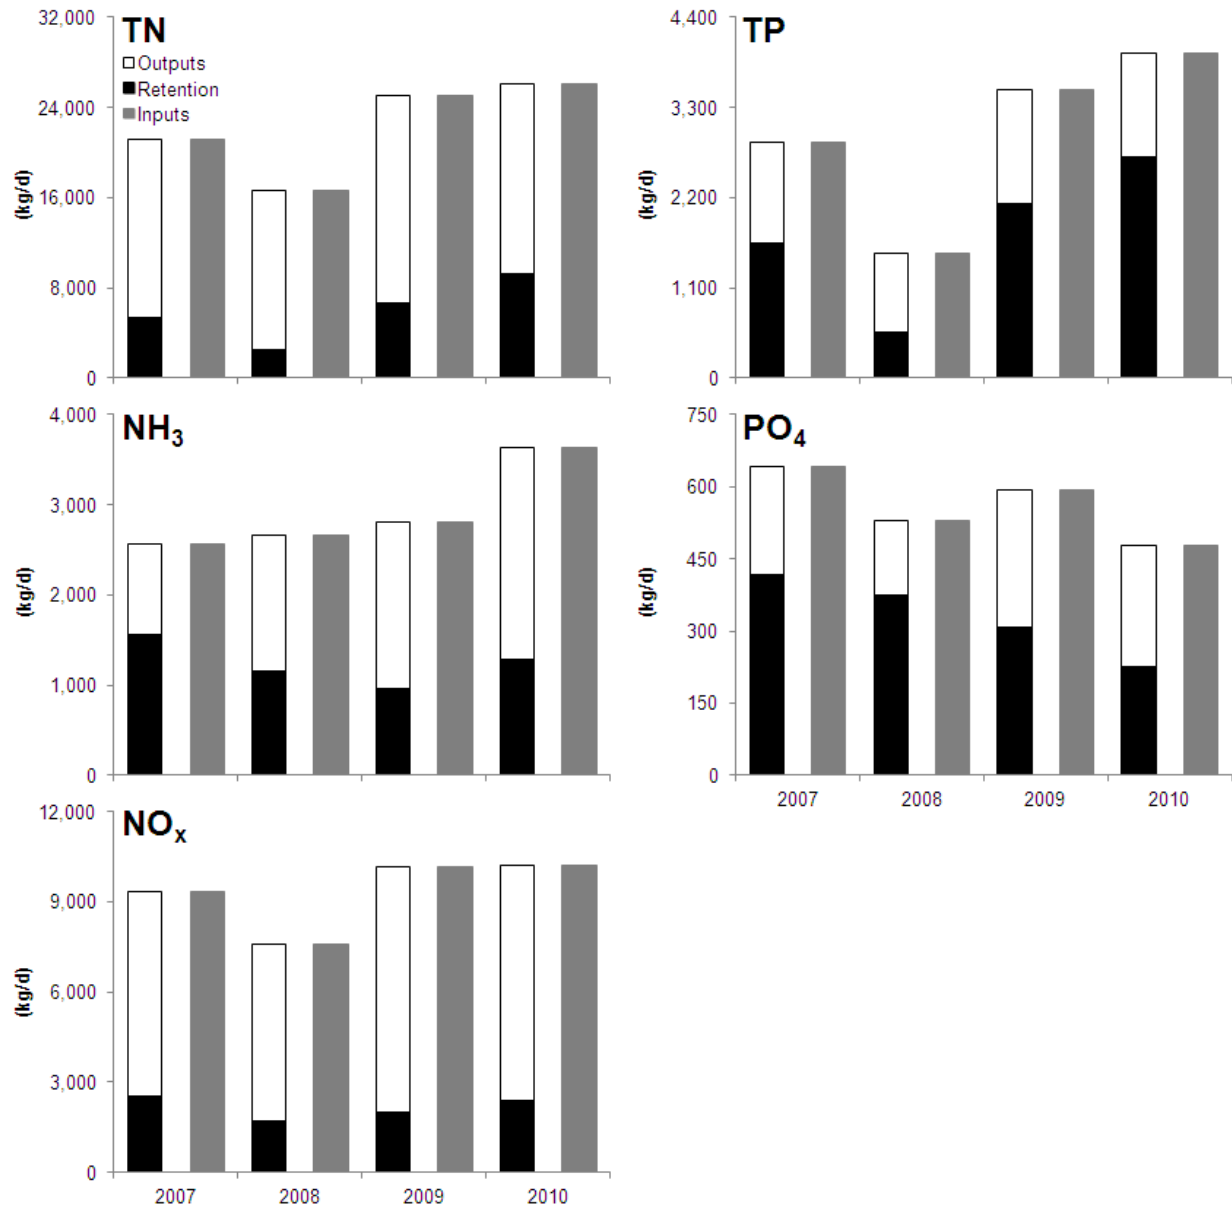 TN
Outputs
Retention
Inputs
32,000
24,000
16,000
8,000
0
(kg/d)
TP
4,400
3,300
2,200
1,100
0
(kg/d)
NH₃
4,000
3,000
2,000
1,000
0
(kg/d)
PO₄
750
600
450
300
150
0
(kg/d)
2007 2008 2009 2010
NOₓ
12,000
9,000
6,000
3,000
0
(kg/d)
2007 2008 2009 2010